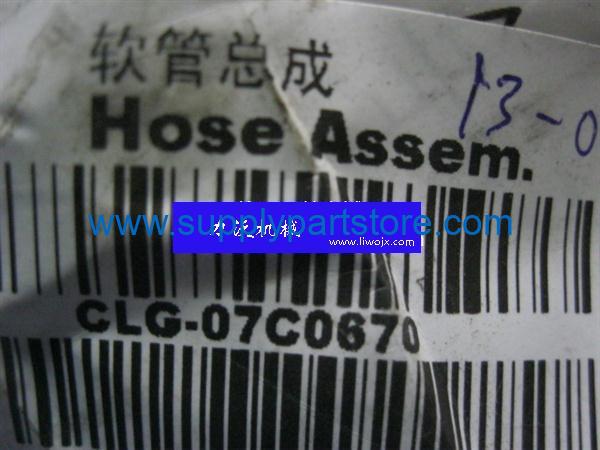 软管总成
Hose Assem.
13-0
www.supplypartstore.com
www.liwojx.com
CLG-07C0670